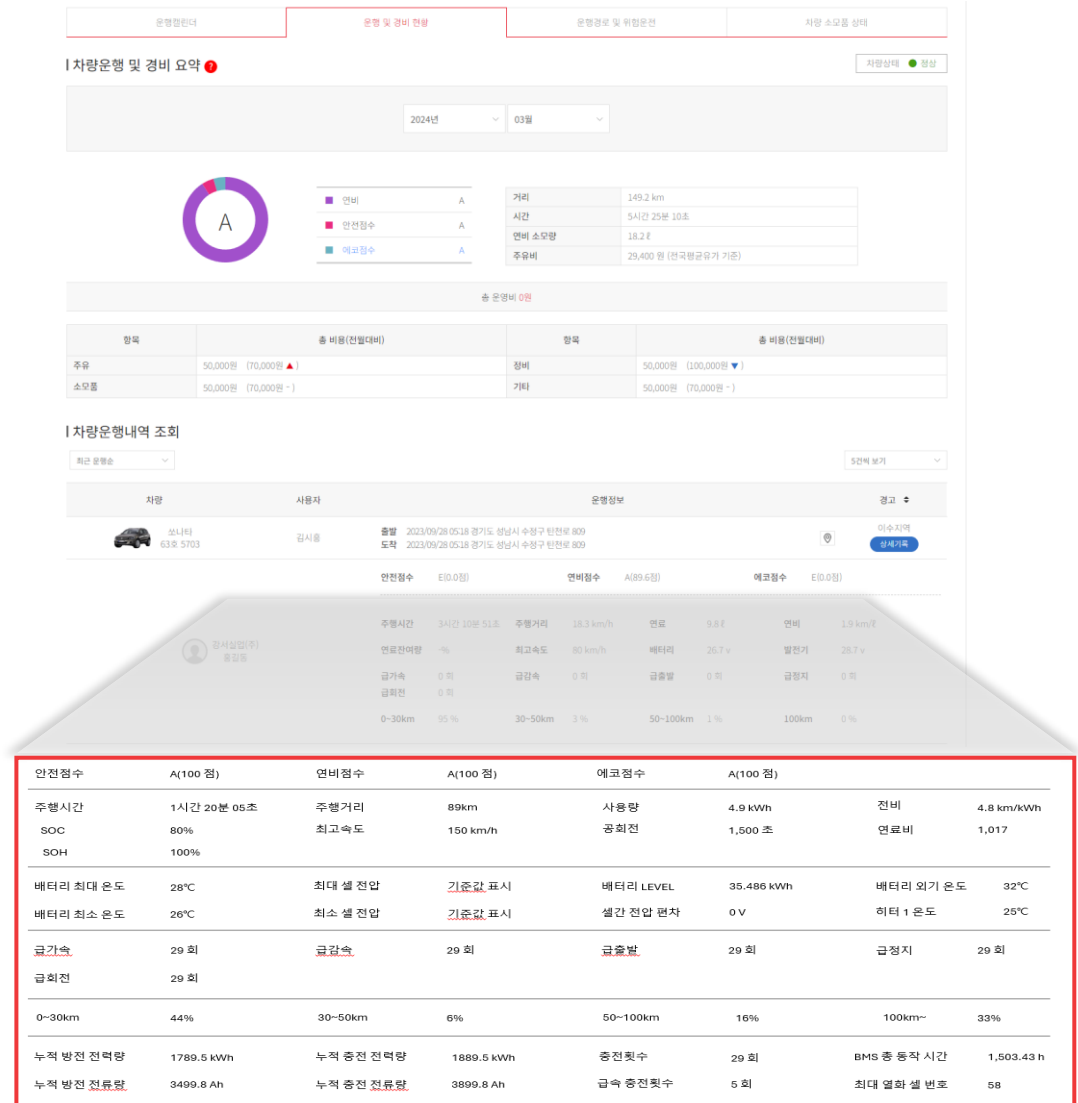 운행캘린더 운행 및 경비 현황 운행경로 및 위험운전 차량 소모품 상태
차량운행 및 경비 요약 ?
차량상태 정상
2024년 03월
A
연비 A
안전점수 A
에코점수 A
거리 149.2 km
시간 5시간 25분 10초
연비 소모량 18.2 ℓ
주유비 29,400 원 (전국평균유가 기준)
총 운영비 0원
항목 총 비용(전월대비) 항목 총 비용(전월대비)
주유 50,000원 (70,000원 ▲ ) 정비 50,000원 (100,000원 ▼ )
소모품 50,000원 (70,000원 - ) 기타 50,000원 (70,000원 - )
차량운행내역 조회
최근 운행순 5건씩 보기
차량 사용자 운행정보 경고
쏘나타
63호 5703
김시흥
출발 2023/09/28 05:18 경기도 성남시 수정구 탄천로 809
도착 2023/09/28 05:18 경기도 성남시 수정구 탄천로 809
이수지역
상세기록
안전점수 E(0.0점) 연비점수 A(89.6점) 에코점수 E(0.0점)
강서실업(주)
홍길동
주행시간 3시간 10분 51초 주행거리 18.3 km/h 연료 9.8 ℓ 연비 1.9 km/ℓ
연료잔여량 -% 최고속도 80 km/h 배터리 26.7 v 발전기 28.7 v
급가속 0 회 급감속 0 회 급출발 0 회 급정지 0 회
급회전 0 회
0~30km 95 % 30~50km 3 % 50~100km 1 % 100km 0 %
안전점수 A(100 점) 연비점수 A(100 점) 에코점수 A(100 점)
주행시간 1시간 20분 05초 주행거리 89km 사용량 4.9 kWh 전비 4.8 km/kWh
SOC 80% 최고속도 150 km/h 공회전 1,500 초 연료비 1,017
SOH 100%
배터리 최대 온도 28℃ 최대 셀 전압 기준값 표시 배터리 LEVEL 35.486 kWh 배터리 외기 온도 32℃
배터리 최소 온도 26℃ 최소 셀 전압 기준값 표시 셀간 전압 편차 0 V 히터 1 온도 25℃
급가속 29 회 급감속 29 회 급출발 29 회 급정지 29 회
급회전 29 회
0~30km 44% 30~50km 6% 50~100km 16% 100km~ 33%
누적 방전 전력량 1789.5 kWh 누적 충전 전력량 1889.5 kWh 충전횟수 29 회 BMS 총 동작 시간 1,503.43 h
누적 방전 전류량 3499.8 Ah 누적 충전 전류량 3899.8 Ah 급속 충전횟수 5 회 최대 열화 셀 번호 58